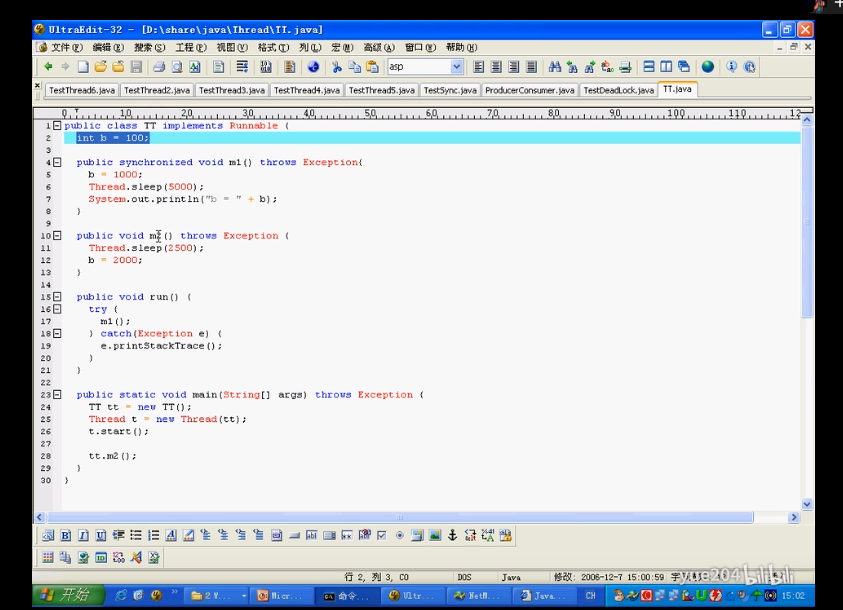 UltraEdit-32 - [D:\share\java\Thread\TT.java]
文件(F) 编辑(E) 搜索(S) 工程(P) 视图(V) 格式(T) 列(L) 宏(M) 高级(A) 窗口(W) 帮助(H)
asp
TestThread6.java TestThread2.java TestThread3.java TestThread4.java TestThread5.java TestSync.java ProducerConsumer.java TestDeadLock.java TT.java
0 10 20 30 40 50 60 70 80 90 100 110 12
1 public class TT implements Runnable {
2 int b = 100;
3
4 public synchronized void m1() throws Exception{
5 b = 1000;
6 Thread.sleep(5000);
7 System.out.println("b = " + b);
8 }
9
10 public void m2() throws Exception {
11 Thread.sleep(2500);
12 b = 2000;
13 }
14
15 public void run() {
16 try {
17 m1();
18 } catch(Exception e) {
19 e.printStackTrace();
20 }
21 }
22
23 public static void main(String[] args) throws Exception {
24 TT tt = new TT();
25 Thread t = new Thread(tt);
26 t.start();
27
28 tt.m2();
29 }
30 }
行 2, 列 3, C0 DOS Java 修改: 2006-12-7 15:00:59
bilibili
开始 2 W... Micr... 命令... Ultr... NetM... Java... CH 15:02